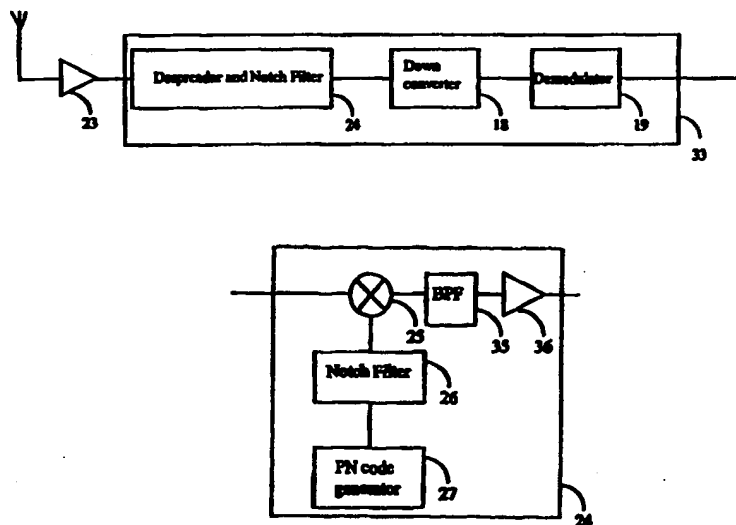 Despreader and Notch Filter
Down
converter
Demodulator
23
24
18
19
33
BPF
25
35
36
Notch Filter
26
PN code
generator
27
24